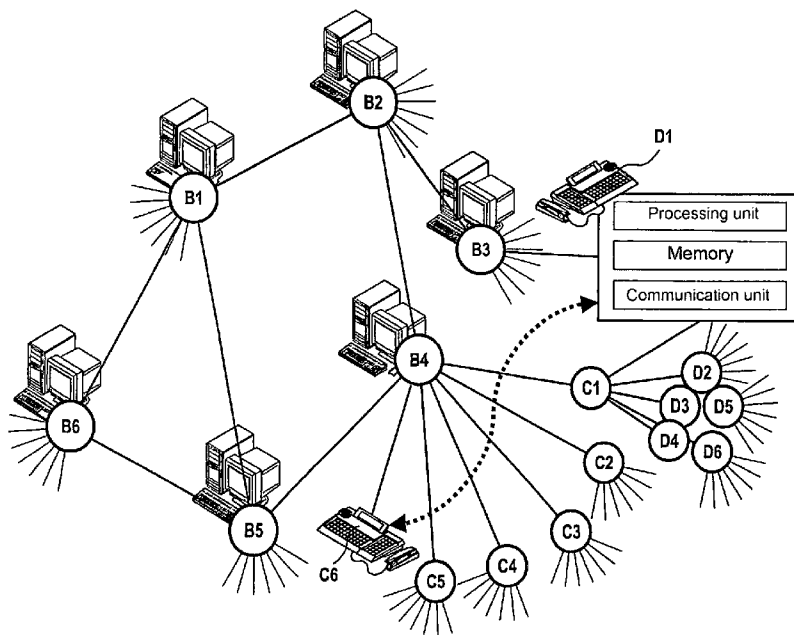 B2
D1
B1
Processing unit
B3
Memory
Communication unit
B4
D2
C1
D3
D5
B6
D4
D6
C2
B5
C3
C6
C4
C5